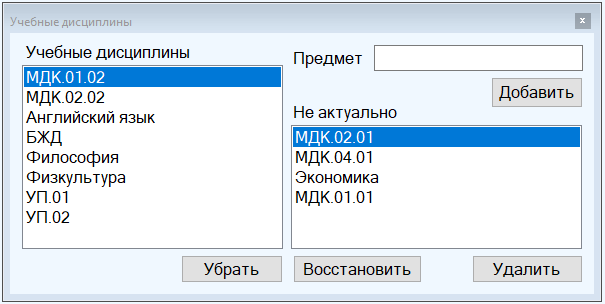 Учебные дисциплины
x
Учебные дисциплины
МДК.01.02
МДК.02.02
Английский язык
БЖД
Философия
Физкультура
УП.01
УП.02
Предмет
Добавить
Не актуально
МДК.02.01
МДК.04.01
Экономика
МДК.01.01
Убрать
Восстановить
Удалить